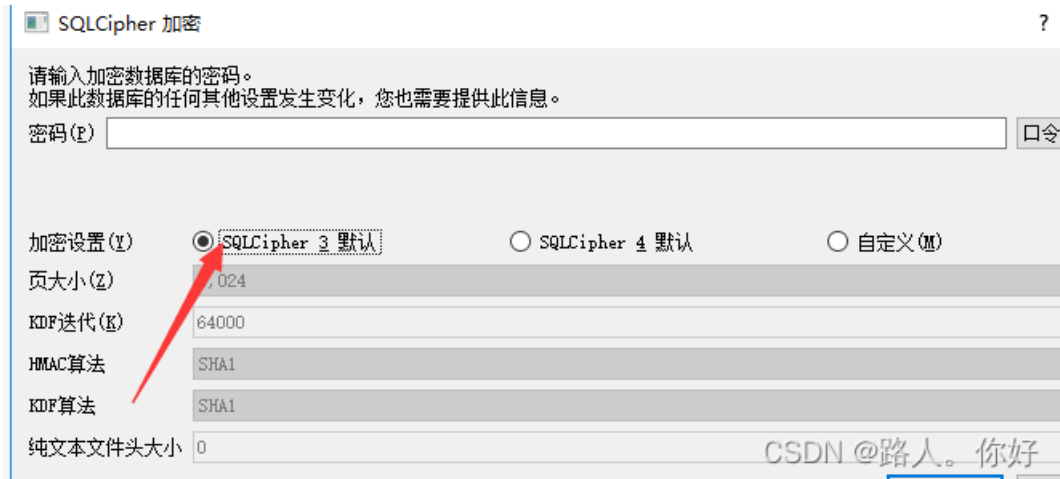 SQLCipher 加密 ?
请输入加密数据库的密码。
如果此数据库的任何其他设置发生变化，您也需要提供此信息。
密码(P) 口令
加密设置(Y) SQLCipher 3 默认 SQLCipher 4 默认 自定义(M)
页大小(Z) ,024
KDF迭代(K) 64000
HMAC算法 SHA1
KDF算法 SHA1
纯文本文件头大小 0
CSDN @路人。你好